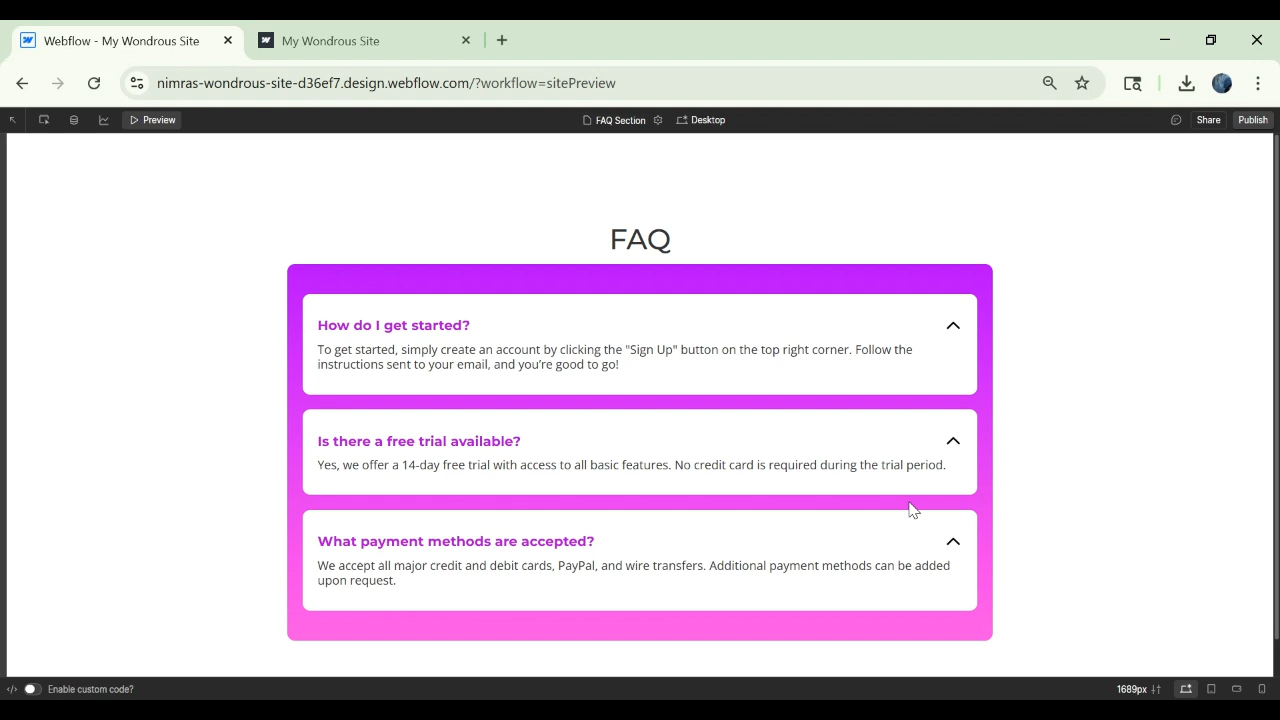 Webflow - My Wondrous Site
My Wondrous Site
nimras-wondrous-site-d36ef7.design.webflow.com/?workflow=sitePreview
Preview
FAQ Section
Desktop
Share
Publish
FAQ
How do I get started?
To get started, simply create an account by clicking the "Sign Up" button on the top right corner. Follow the
instructions sent to your email, and you're good to go!
Is there a free trial available?
Yes, we offer a 14-day free trial with access to all basic features. No credit card is required during the trial period.
What payment methods are accepted?
We accept all major credit and debit cards, PayPal, and wire transfers. Additional payment methods can be added
upon request.
</> Enable custom code?
1689px